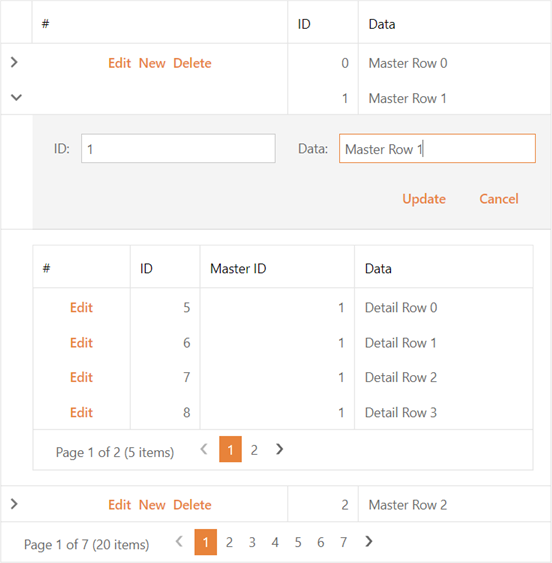 # ID Data
Edit New Delete 0 Master Row 0
1 Master Row 1
ID: 1 Data: Master Row 1
Update Cancel
# ID Master ID Data
Edit 5 1 Detail Row 0
Edit 6 1 Detail Row 1
Edit 7 1 Detail Row 2
Edit 8 1 Detail Row 3
Page 1 of 2 (5 items) 1 2
Edit New Delete 2 Master Row 2
Page 1 of 7 (20 items) 1 2 3 4 5 6 7